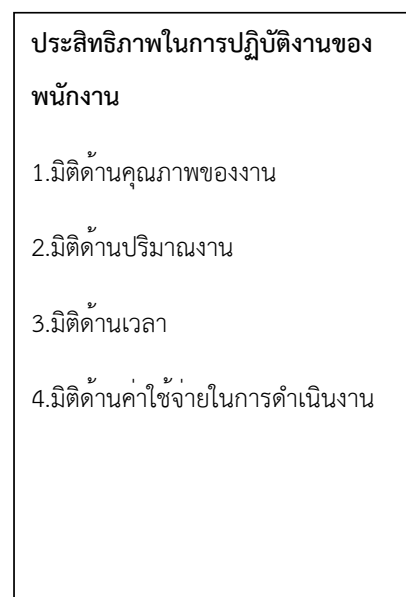 ประสิทธิภาพในการปฏิบัติงานของ
พนักงาน
1.มิติด้านคุณภาพของงาน
2.มิติด้านปริมาณงาน
3.มิติด้านเวลา
4.มิติด้านค่าใช้จ่ายในการดำเนินงาน